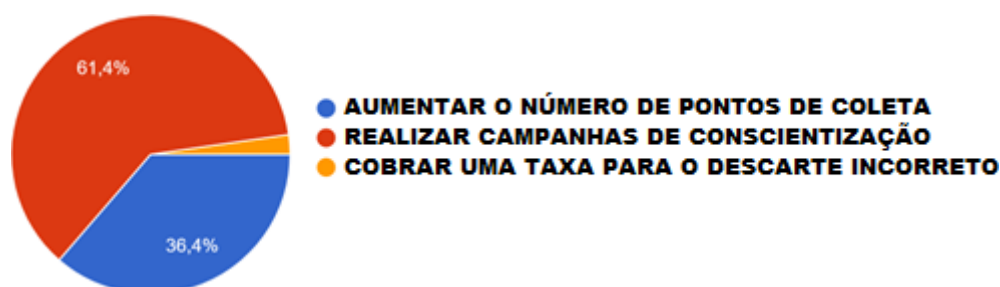 61,4%
AUMENTAR O NÚMERO DE PONTOS DE COLETA
REALIZAR CAMPANHAS DE CONSCIENTIZAÇÃO
COBRAR UMA TAXA PARA O DESCARTE INCORRETO
36,4%